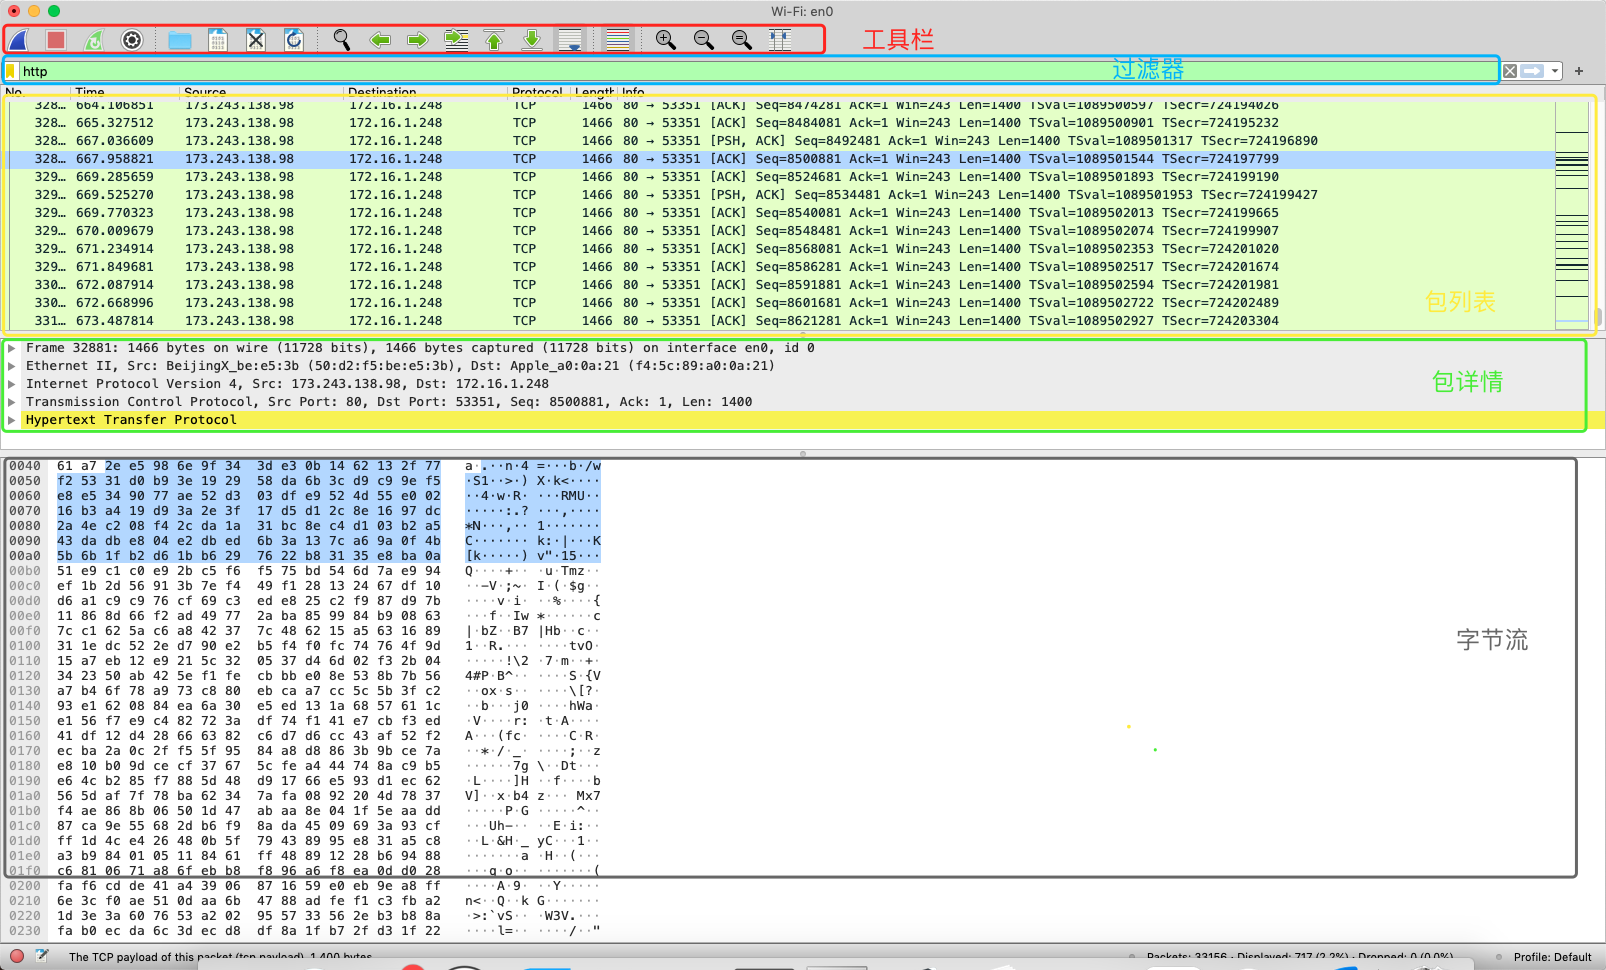 Wi-Fi: en0
工具栏
http
过滤器
No. Time Source Destination Protocol Length Info
328… 664.106851 173.243.138.98 172.16.1.248 TCP 1466 80 → 53351 [ACK] Seq=8474281 Ack=1 Win=243 Len=1400 TSval=1089500597 TSecr=724194026
328… 665.327512 173.243.138.98 172.16.1.248 TCP 1466 80 → 53351 [ACK] Seq=8484081 Ack=1 Win=243 Len=1400 TSval=1089500901 TSecr=724195232
328… 667.036609 173.243.138.98 172.16.1.248 TCP 1466 80 → 53351 [PSH, ACK] Seq=8492481 Ack=1 Win=243 Len=1400 TSval=1089501317 TSecr=724196890
328… 667.958821 173.243.138.98 172.16.1.248 TCP 1466 80 → 53351 [ACK] Seq=8500881 Ack=1 Win=243 Len=1400 TSval=1089501544 TSecr=724197799
329… 669.285659 173.243.138.98 172.16.1.248 TCP 1466 80 → 53351 [ACK] Seq=8524681 Ack=1 Win=243 Len=1400 TSval=1089501893 TSecr=724199190
329… 669.525270 173.243.138.98 172.16.1.248 TCP 1466 80 → 53351 [PSH, ACK] Seq=8534481 Ack=1 Win=243 Len=1400 TSval=1089501953 TSecr=724199427
329… 669.770323 173.243.138.98 172.16.1.248 TCP 1466 80 → 53351 [ACK] Seq=8540081 Ack=1 Win=243 Len=1400 TSval=1089502013 TSecr=724199665
329… 670.009679 173.243.138.98 172.16.1.248 TCP 1466 80 → 53351 [ACK] Seq=8548481 Ack=1 Win=243 Len=1400 TSval=1089502074 TSecr=724199907
329… 671.234914 173.243.138.98 172.16.1.248 TCP 1466 80 → 53351 [ACK] Seq=8568081 Ack=1 Win=243 Len=1400 TSval=1089502353 TSecr=724201020
329… 671.849681 173.243.138.98 172.16.1.248 TCP 1466 80 → 53351 [ACK] Seq=8586281 Ack=1 Win=243 Len=1400 TSval=1089502517 TSecr=724201674
330… 672.087914 173.243.138.98 172.16.1.248 TCP 1466 80 → 53351 [ACK] Seq=8591881 Ack=1 Win=243 Len=1400 TSval=1089502594 TSecr=724201981
330… 672.668996 173.243.138.98 172.16.1.248 TCP 1466 80 → 53351 [ACK] Seq=8601681 Ack=1 Win=243 Len=1400 TSval=1089502722 TSecr=724202489
包列表
331… 673.487814 173.243.138.98 172.16.1.248 TCP 1466 80 → 53351 [ACK] Seq=8621281 Ack=1 Win=243 Len=1400 TSval=1089502927 TSecr=724203304
Frame 32881: 1466 bytes on wire (11728 bits), 1466 bytes captured (11728 bits) on interface en0, id 0
Ethernet II, Src: BeijingX_be:e5:3b (50:d2:f5:be:e5:3b), Dst: Apple_a0:0a:21 (f4:5c:89:a0:0a:21)
Internet Protocol Version 4, Src: 173.243.138.98, Dst: 172.16.1.248
包详情
Transmission Control Protocol, Src Port: 80, Dst Port: 53351, Seq: 8500881, Ack: 1, Len: 1400
Hypertext Transfer Protocol
0040 61 a7 2e e5 98 6e 9f 34 3d e3 0b 14 62 13 2f 77 a·.··n·4 =···b·/w
0050 f2 53 31 d0 b9 3e 19 29 58 da 6b 3c d9 c9 9e f5 ·S1··>·) X·k<····
0060 e8 e5 34 90 77 ae 52 d3 03 df e9 52 4d 55 e0 02 ··4·w·R· ···RMU··
0070 16 b3 a4 19 d9 3a 2e 3f 17 d5 d1 2c 8e 16 97 dc ·····:.? ···,····
0080 2a 4e c2 08 f4 2c da 1a 31 bc 8e c4 d1 03 b2 a5 *N···,·· 1·······
0090 43 da db e8 04 e2 db ed 6b 3a 13 7c a6 9a 0f 4b C······· k:·|···K
00a0 5b 6b 1f b2 d6 1b b6 29 76 22 b8 31 35 e8 ba 0a [k·····) v"·15···
00b0 51 e9 c1 c0 e9 2b c5 f6 f5 75 bd 54 6d 7a e9 94 Q····+·· ·u·Tmz··
00c0 ef 1b 2d 56 91 3b 7e f4 49 f1 28 13 24 67 df 10 ··-V·;~· I·(·$g··
00d0 d6 a1 c9 c9 76 cf 69 c3 ed e8 25 c2 f9 87 d9 7b ····v·i· ··%····{
00e0 11 86 8d 66 f2 ad 49 77 2a ba 85 99 84 b9 08 63 ···f··Iw *······c
00f0 7c c1 62 5a c6 a8 42 37 7c 48 62 15 a5 63 16 89 |·bZ··B7 |Hb··c··
0100 31 1e dc 52 2e d7 90 e2 b5 f4 f0 fc 74 76 4f 9d 1··R.··· ····tvO·
字节流
0110 15 a7 eb 12 e9 21 5c 32 05 37 d4 6d 02 f3 2b 04 ·····!\2 ·7·m··+·
0120 34 23 50 ab 42 5e f1 fe cb bb e0 8e 53 8b 7b 56 4#P·B^·· ····S·{V
0130 a7 b4 6f 78 a9 73 c8 80 eb ca a7 cc 5c 5b 3f c2 ··ox·s·· ····\[?·
0140 93 e1 62 08 84 ea 6a 30 e5 ed 13 1a 68 57 61 1c ··b···j0 ····hWa·
0150 e1 56 f7 e9 c4 82 72 3a df 74 f1 41 e7 cb f3 ed ·V····r: ·t·A····
0160 41 df 12 d4 28 66 63 82 c6 d7 d6 cc 43 af 52 f2 A···(fc· ····C·R·
0170 ec ba 2a 0c 2f f5 5f 95 84 a8 d8 86 3b 9b ce 7a ··*·/·_· ····;··z
0180 e8 10 b0 9d ce cf 37 67 5c fe a4 44 74 8a c9 b5 ······7g \··Dt···
0190 e6 4c b2 85 f7 88 5d 48 d9 17 66 e5 93 d1 ec 62 ·L····]H ··f····b
01a0 56 5d af 7f 78 ba 62 34 7a fa 08 92 20 4d 78 37 V]··x·b4 z··· Mx7
01b0 f4 ae 86 8b 06 50 1d 47 ab aa 8e 04 1f 5e aa dd ·····P·G ·····^··
01c0 87 ca 9e 55 68 2d b6 f9 8a da 45 09 69 3a 93 cf ···Uh-·· ··E·i:··
01d0 ff 1d 4c e4 26 48 0b 5f 79 43 89 95 e8 31 a5 c8 ··L·&H·_ yC···1··
01e0 a3 b9 84 01 05 11 84 61 ff 48 89 12 28 b6 94 88 ·······a ·H··(···
01f0 c6 81 06 71 a8 6f eb b8 f8 96 a6 f8 ea 0d d0 28 ···q·o·· ·······(
0200 fa f6 cd de 41 a4 39 06 87 16 59 e0 eb 9e a8 ff ····A·9· ··Y·····
0210 6e 3c f0 ae 51 0d aa 6b 47 88 ad fe f1 c3 fb a2 n<··Q··k G·······
0220 1d 3e 3a 60 76 53 a2 02 95 57 33 56 2e b3 b8 8a ·>:`vS·· ·W3V.···
0230 fa b0 ec da 6c 3d ec d8 df 8a 1f b7 2f d3 1f 22 ····l=·· ····/··"
The TCP payload of this packet (tcp.payload), 1,400 bytes
Packets: 33156 · Displayed: 717 (2.2%) · Dropped: 0 (0.0%)
Profile: Default